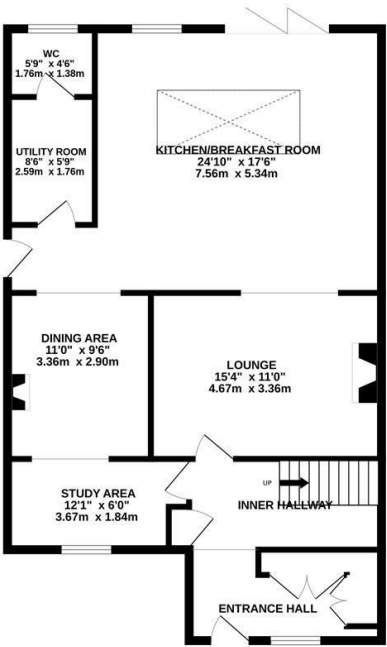 WC
5'9" x 4'6"
1.76m x 1.38m
UTILITY ROOM
8'6" x 5'9"
2.59m x 1.76m
KITCHEN/BREAKFAST ROOM
24'10" x 17'6"
7.56m x 5.34m
DINING AREA
11'0" x 9'6"
3.36m x 2.90m
LOUNGE
15'4" x 11'0"
4.67m x 3.36m
STUDY AREA
12'1" x 6'0"
3.67m x 1.84m
UP
INNER HALLWAY
ENTRANCE HALL